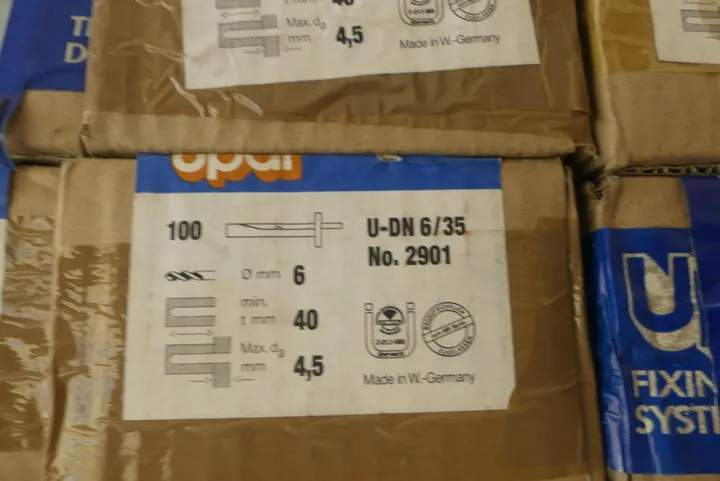 40
Max. da
mm 4,5
Made in W.-Germany
upat
100
U-DN 6/35
No. 2901
Ø mm 6
min.
t mm 40
Max. da
mm 4,5
Made in W.-Germany
FIXIN
SYST